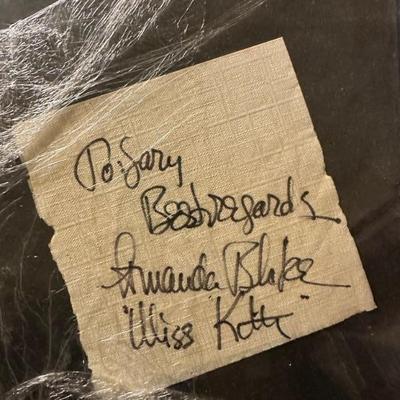 To: Gary
Best regards
Amanda Blake
"Miss Kitty"